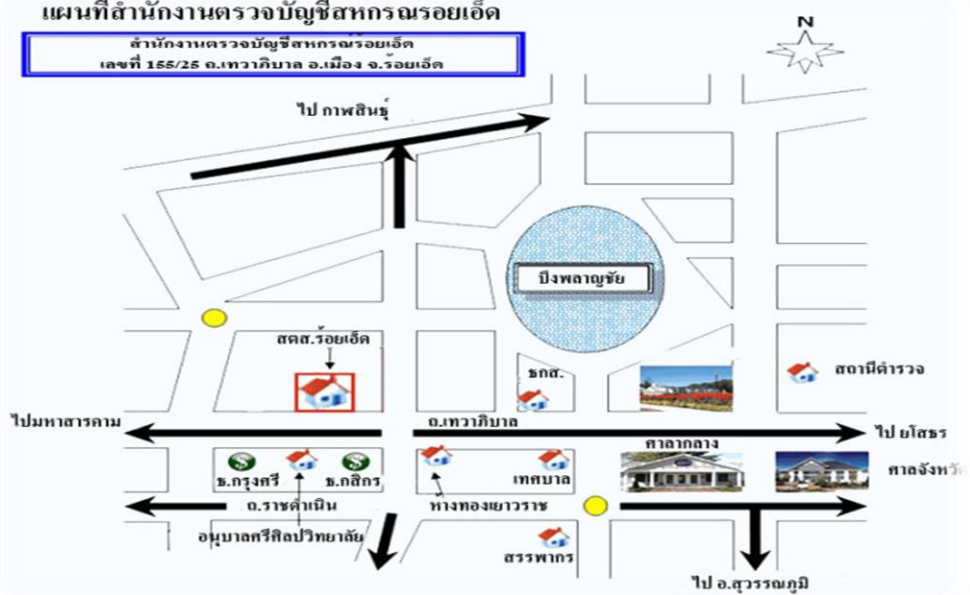 แผนที่สำนักงานตรวจบัญชีสหกรณรอยเอ็ด
สำนักงานตรวจบัญชีสหกรณ์ร้อยเอ็ด
เลขที่ 155/25 ถ.เทวาภิบาล อ.เมือง จ.ร้อยเอ็ด
N
ไป กาฬสินธุ์
บึงพลาญชัย
สตส.ร้อยเอ็ด
ธกส.
สถานีตำรวจ
ไปมหาสารคาม
ถ.เทวาภิบาล
ไป ยโสธร
ศาลากลาง
ศาลจังหวัด
ธ.กรุงศรี
ธ.กสิกร
เทศบาล
ถ.ราชดำเนิน
ห้างทองเยาวราช
อนุบาลศรีศิลปวิทยาลัย
สรรพากร
ไป อ.สุวรรณภูมิ